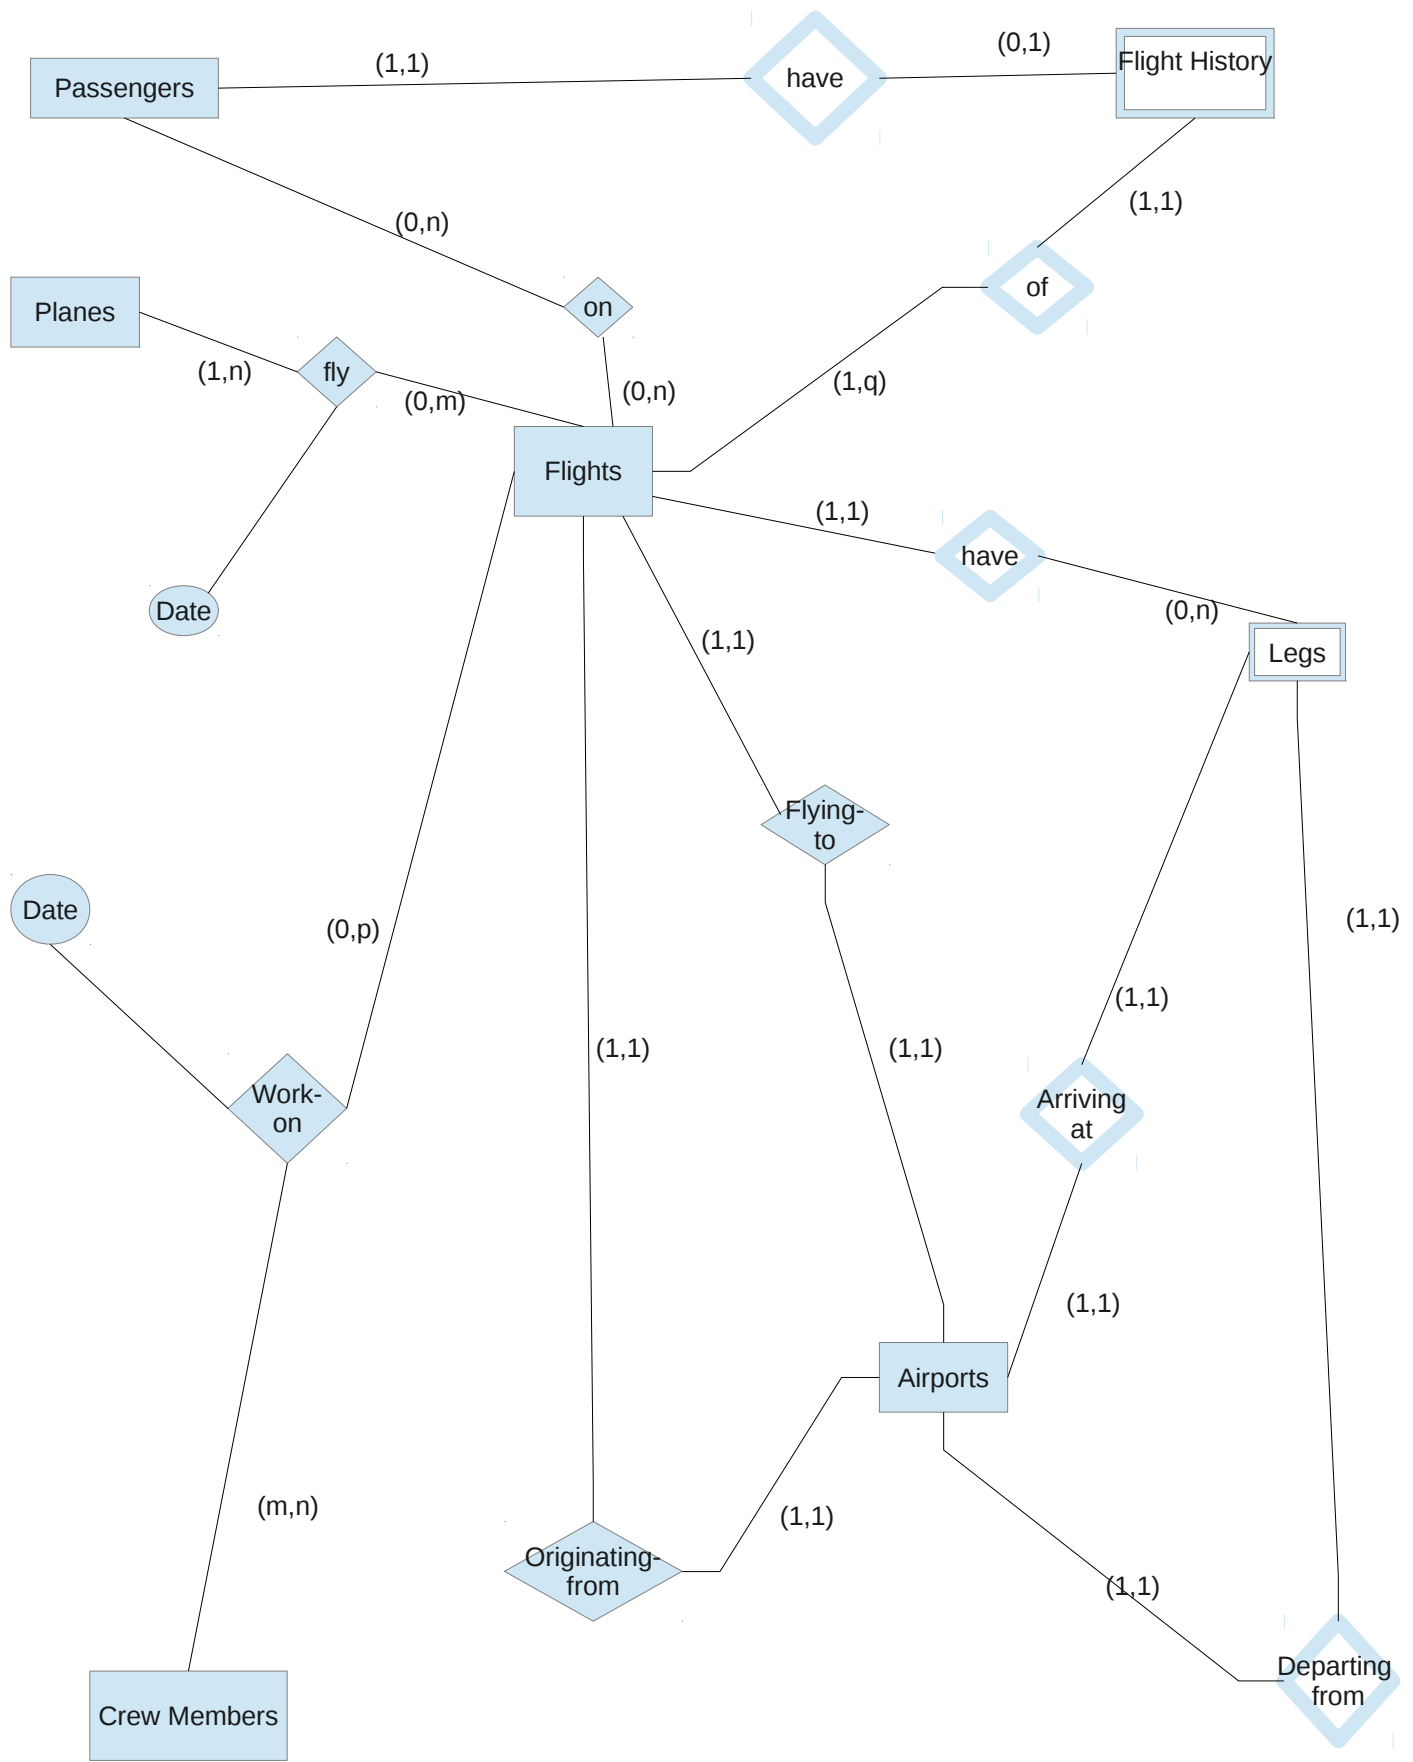 (0,1)
Flight History
(1,1)
have
Passengers
(1,1)
(0,n)
of
on
Planes
(1,n)
fly
(0,m)
(0,n)
(1,q)
Flights
(1,1)
have
(0,n)
Date
(1,1)
Legs
Flying-
to
Date
(0,p)
(1,1)
(1,1)
(1,1)
(1,1)
Work-
on
Arriving
at
(1,1)
Airports
(m,n)
(1,1)
Originating-
from
(1,1)
Departing
from
Crew Members